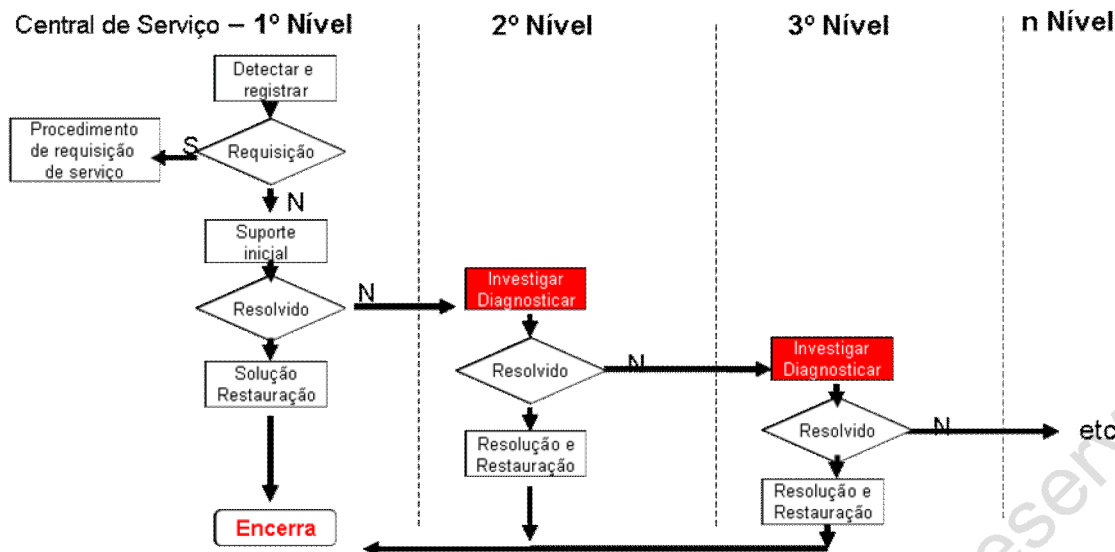 Central de Serviço – 1º Nível
2º Nível
3º Nível
n Nível
Detectar e
registrar
Procedimento
de requisição
de serviço
S
Requisição
N
Suporte
inicial
Resolvido
N
Investigar
Diagnosticar
Solução
Restauração
Resolvido
N
Investigar
Diagnosticar
Resolução e
Restauração
Resolvido
N
etc
Resolução e
Restauração
Encerra